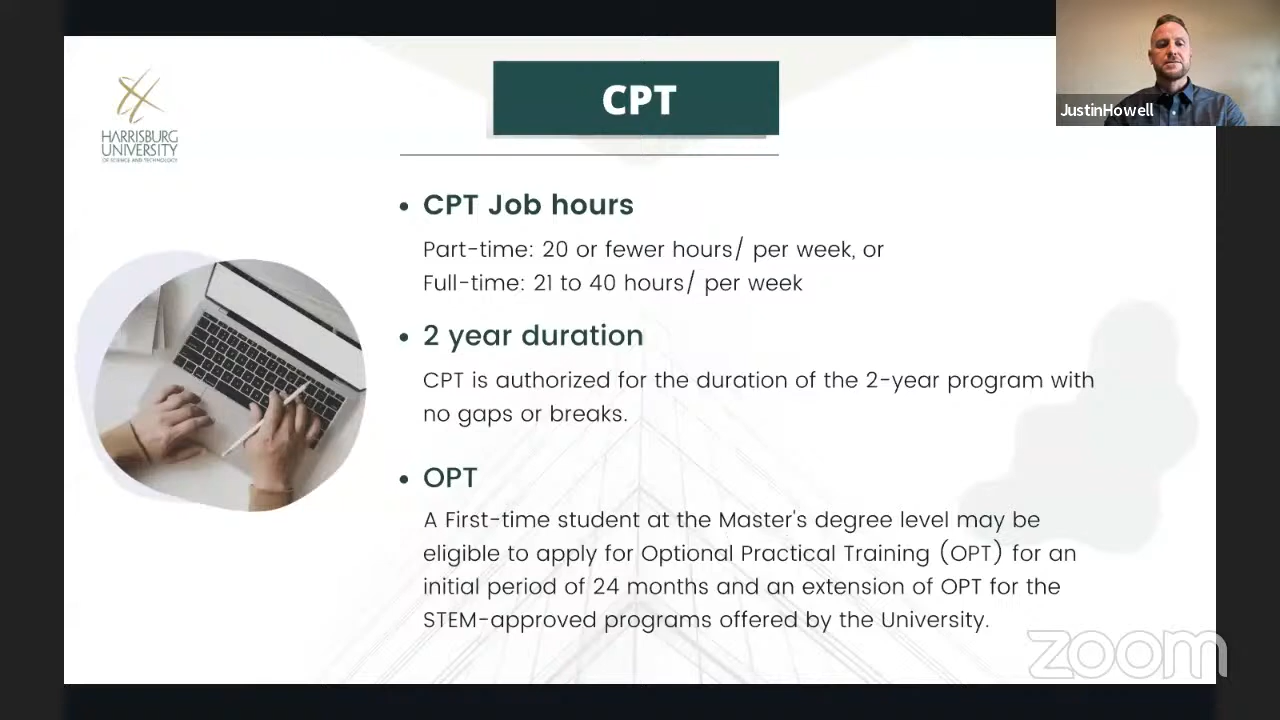 HARRISBURG
UNIVERSITY
OF SCIENCE AND TECHNOLOGY
CPT
JustinHowell
• CPT Job hours
Part-time: 20 or fewer hours/ per week, or
Full-time: 21 to 40 hours/ per week
• 2 year duration
CPT is authorized for the duration of the 2-year program with
no gaps or breaks.
• OPT
A First-time student at the Master's degree level may be
eligible to apply for Optional Practical Training (OPT) for an
initial period of 24 months and an extension of OPT for the
STEM-approved programs offered by the University.
zoom